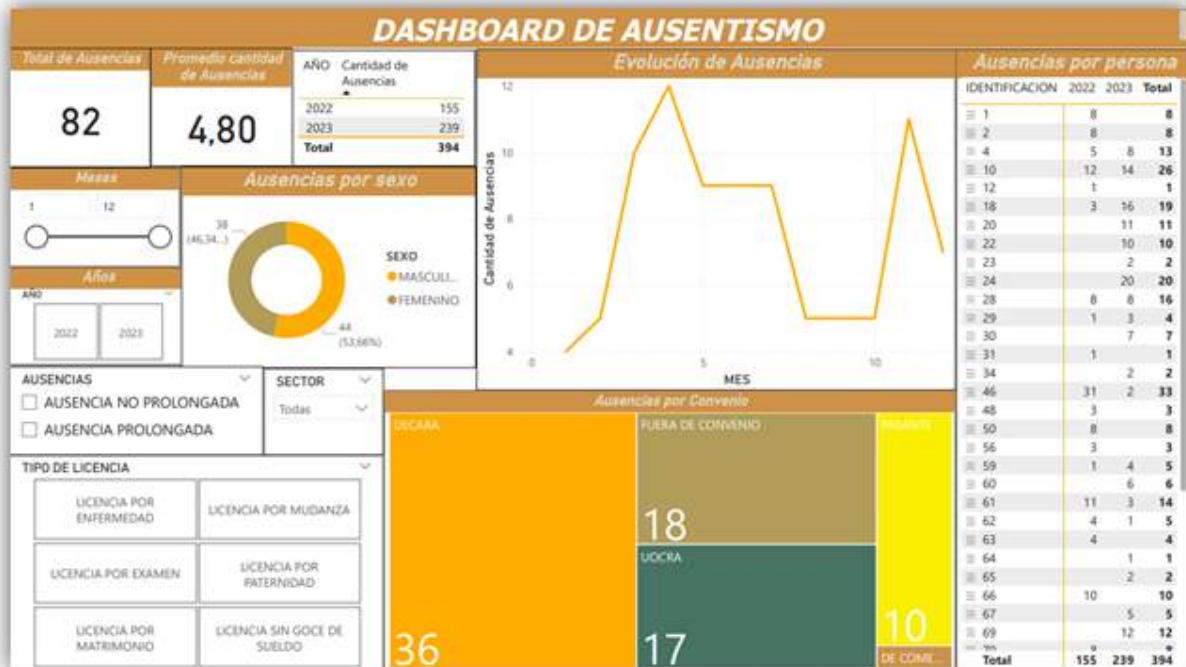 DASHBOARD DE AUSENTISMO
Total de Ausencias
82
Promedio cantidad
de Ausencias
4,80
AÑO Cantidad de
Ausencias
2022 155
2023 239
Total 394
Meses
1 12
Años
AÑO
2022 2023
Ausencias por sexo
38
(46,34...)
44
(53,66%)
SEXO
MASCULI...
FEMENINO
Evolución de Ausencias
Cantidad de Ausencias
12
10
8
6
4
0 5 10
MES
AUSENCIAS
AUSENCIA NO PROLONGADA
AUSENCIA PROLONGADA
SECTOR
Todas
TIPO DE LICENCIA
LICENCIA POR
ENFERMEDAD
LICENCIA POR MUDANZA
LICENCIA POR EXAMEN
LICENCIA POR
PATERNIDAD
LICENCIA POR
MATRIMONIO
LICENCIA SIN GOCE DE
SUELDO
Ausencias por Convenio
UECARA
36
FUERA DE CONVENIO
18
UOCRA
17
10
DE COME...
Ausencias por persona
IDENTIFICACION 2022 2023 Total
1 8 8
2 8 8
4 5 8 13
10 12 14 26
12 1 1
18 3 16 19
20 11 11
22 10 10
23 2 2
24 20 20
28 8 8 16
29 1 3 4
30 7 7
31 1 1
34 2 2
46 31 2 33
48 3 3
50 8 8
56 3 3
59 1 4 5
60 6 6
61 11 3 14
62 4 1 5
63 4 4
64 1 1
65 2 2
66 10 10
67 5 5
69 12 12
Total 155 239 394